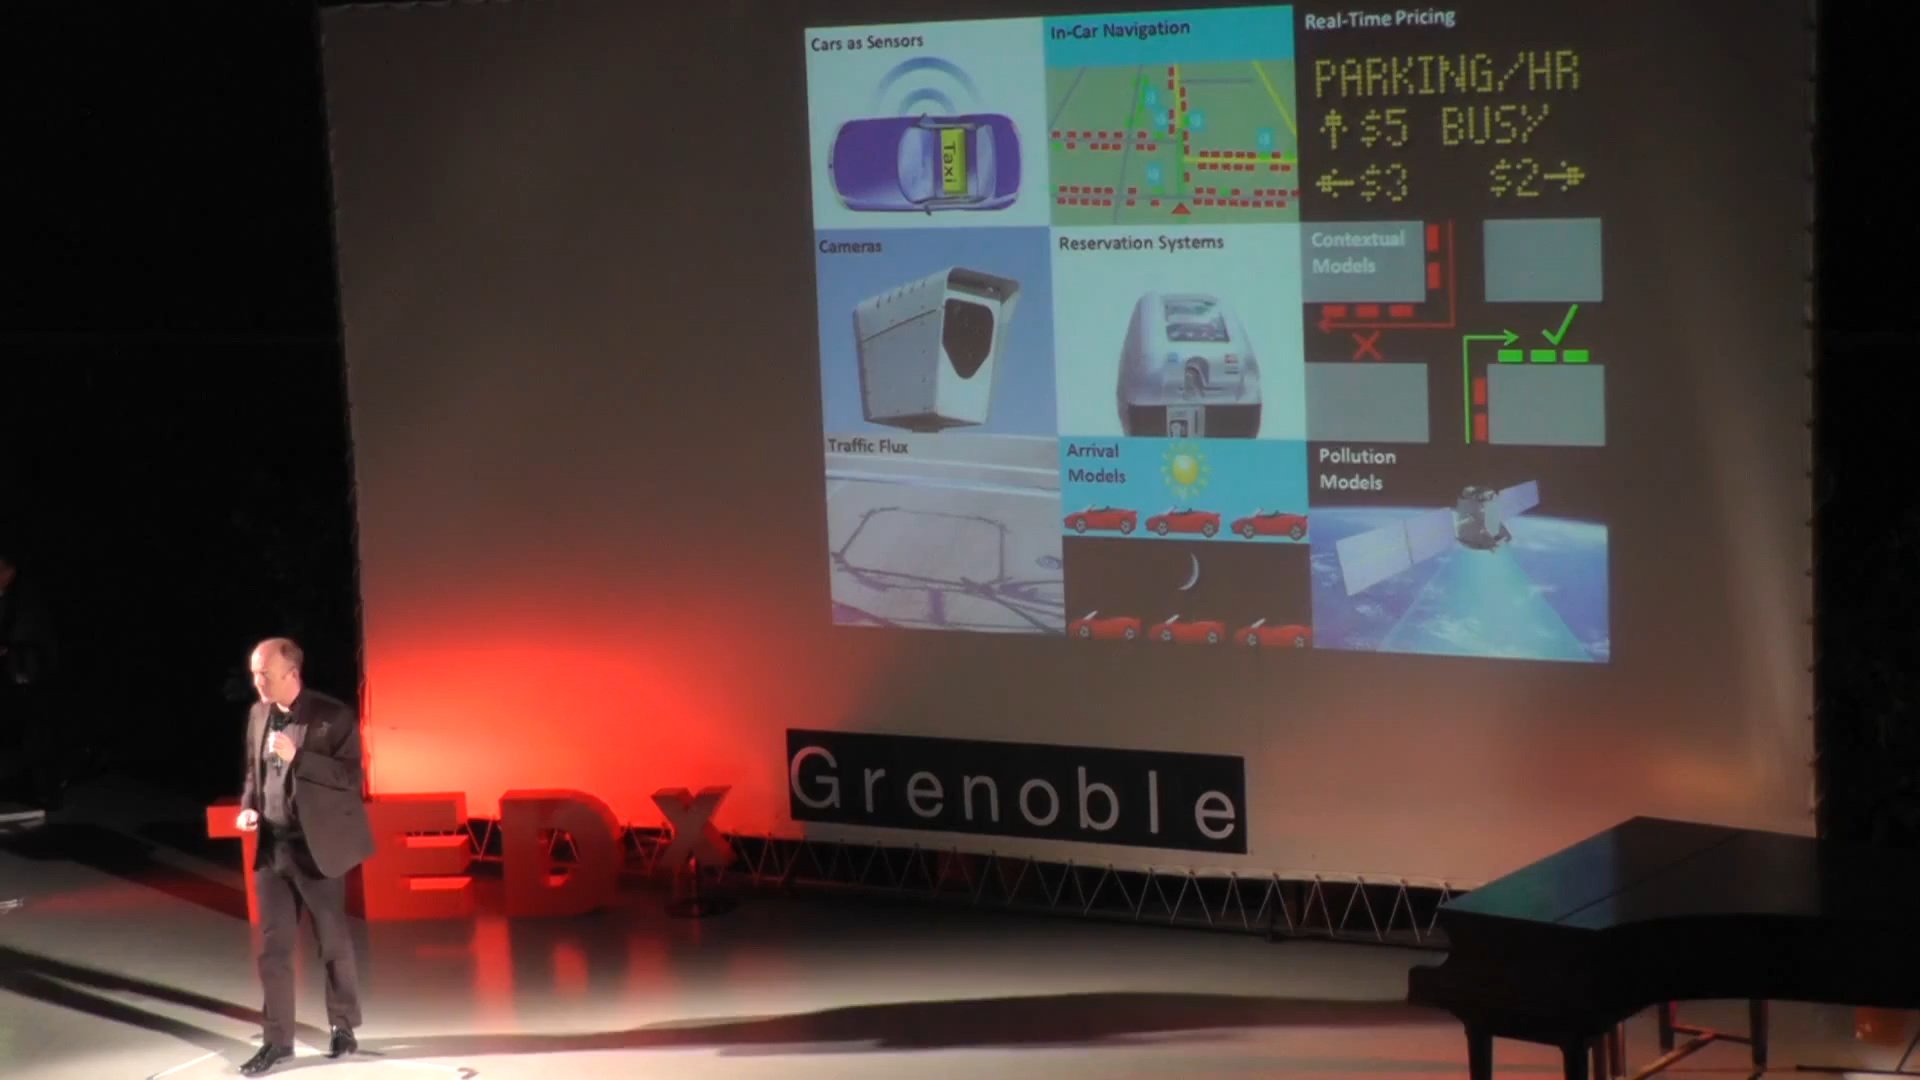 Cars as Sensors
Taxi
In-Car Navigation
Real-Time Pricing
PARKING/HR
↑$5 BUSY
←$3 $2→
Cameras
Reservation Systems
Contextual
Models
Traffic Flux
Arrival
Models
Pollution
Models
TEDx
Grenoble